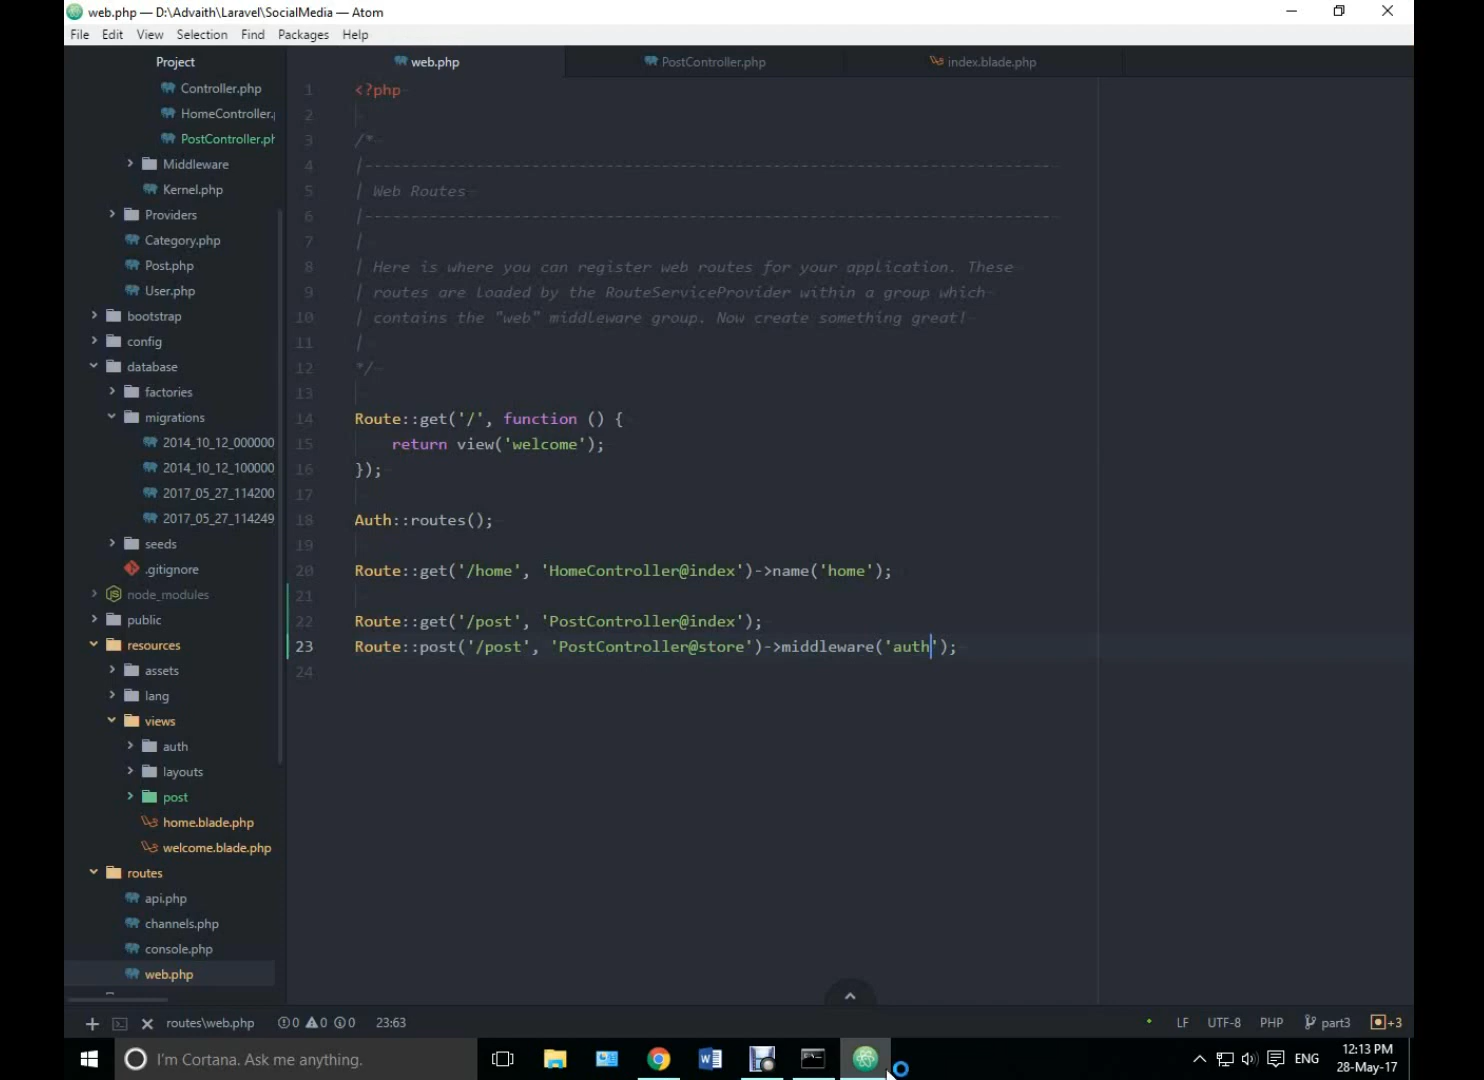 web.php — D:\Advaith\Laravel\SocialMedia — Atom
File Edit View Selection Find Packages Help
Project
Controller.php
HomeController.
PostController.ph
Middleware
Kernel.php
Providers
Category.php
Post.php
User.php
bootstrap
config
database
factories
migrations
2014_10_12_000000
2014_10_12_100000
2017_05_27_114200
2017_05_27_114249
seeds
.gitignore
node_modules
public
resources
assets
lang
views
auth
layouts
post
home.blade.php
welcome.blade.php
routes
api.php
channels.php
console.php
web.php
web.php PostController.php index.blade.php
1 <?php
2
3 /*
4 |--------------------------------------------------------------------------
5 | Web Routes
6 |--------------------------------------------------------------------------
7 |
8 | Here is where you can register web routes for your application. These
9 | routes are loaded by the RouteServiceProvider within a group which
10 | contains the "web" middleware group. Now create something great!
11 |
12 */
13
14 Route::get('/', function () {
15 return view('welcome');
16 });
17
18 Auth::routes();
19
20 Route::get('/home', 'HomeController@index')->name('home');
21
22 Route::get('/post', 'PostController@index');
23 Route::post('/post', 'PostController@store')->middleware('auth');
24
routes\web.php 0 0 0 23:63 LF UTF-8 PHP part3 +3
I'm Cortana. Ask me anything. ENG 12:13 PM
28-May-17